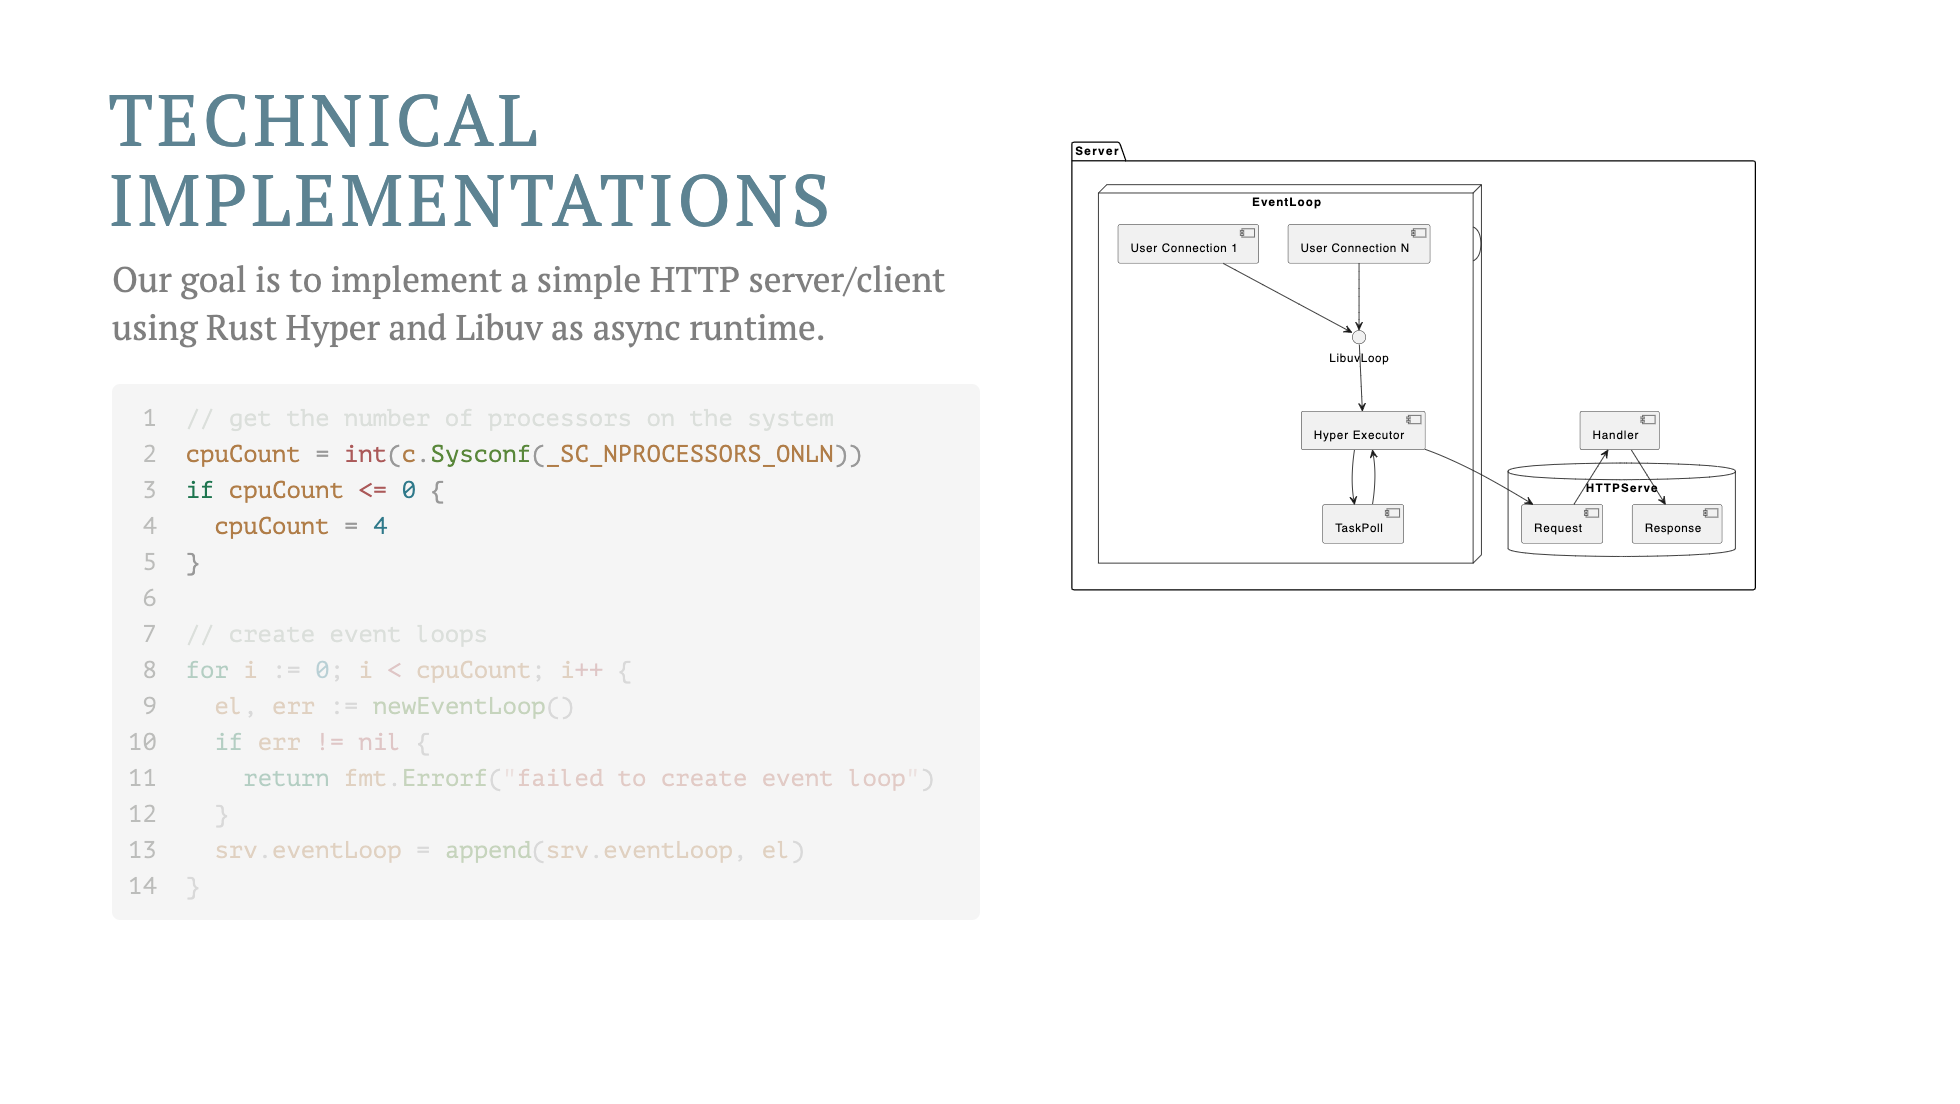 TECHNICAL
IMPLEMENTATIONS
Our goal is to implement a simple HTTP server/client
using Rust Hyper and Libuv as async runtime.
1 // get the number of processors on the system
2 cpuCount = int(c.Sysconf(_SC_NPROCESSORS_ONLN))
3 if cpuCount <= 0 {
4   cpuCount = 4
5 }
6
7 // create event loops
8 for i := 0; i < cpuCount; i++ {
9   el, err := newEventLoop()
10   if err != nil {
11     return fmt.Errorf("failed to create event loop")
12   }
13   srv.eventLoop = append(srv.eventLoop, el)
14 }
Server
EventLoop
User Connection 1
User Connection N
LibuvLoop
Hyper Executor
Handler
HTTPServe
TaskPoll
Request
Response